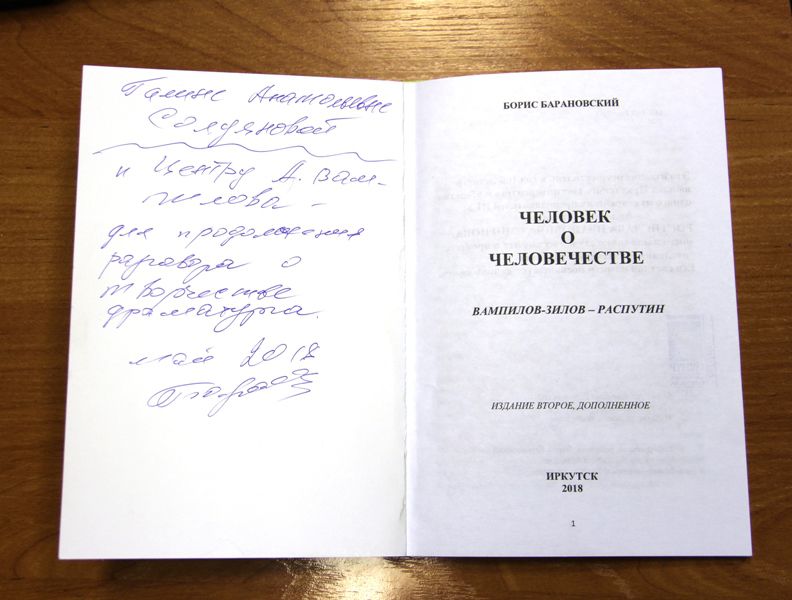 Галине Анатольевне
Солдяновой
и Центру А. Вам-
пилова -
для продолжения
разговора о
творчестве
драматурга.
май 2018
БОРИС БАРАНОВСКИЙ
ЧЕЛОВЕК
О
ЧЕЛОВЕЧЕСТВЕ
ВАМПИЛОВ-ЗИЛОВ – РАСПУТИН
ИЗДАНИЕ ВТОРОЕ, ДОПОЛНЕННОЕ
ИРКУТСК
2018
1